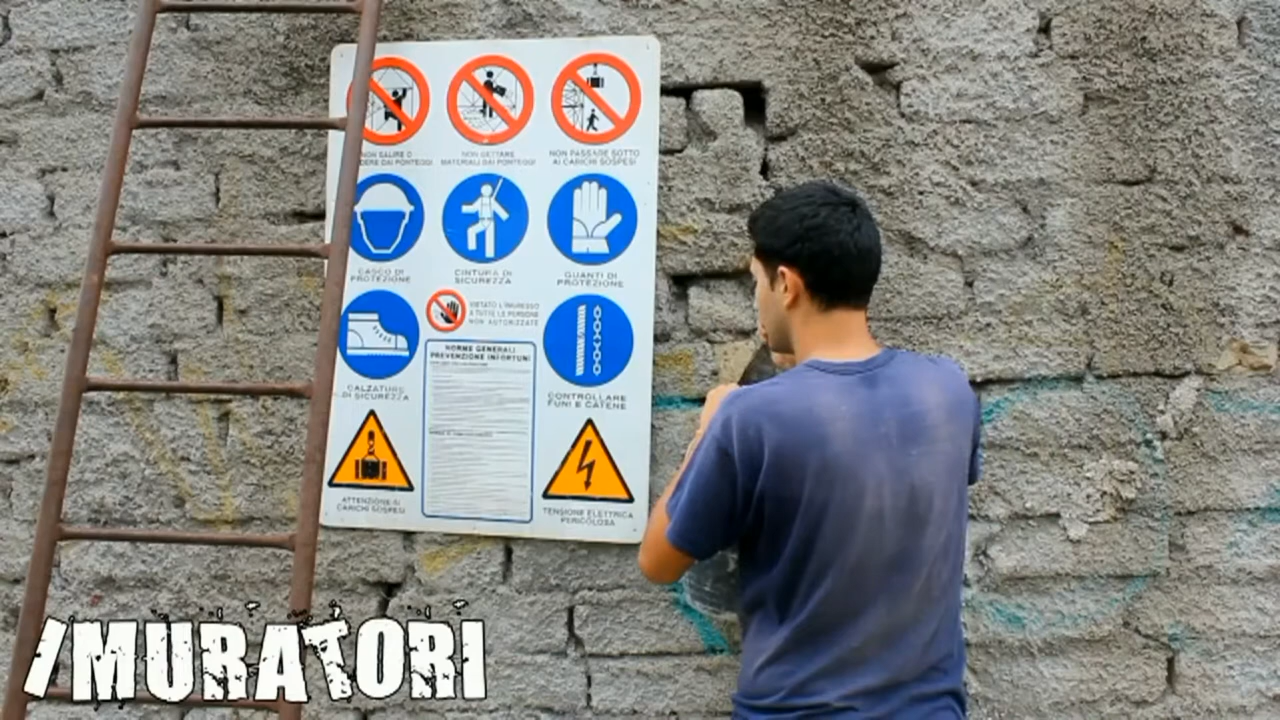 NON SALIRE O
DERE DAI PONTEGGI
NON GETTARE
MATERIALI DAI PONTEGGI
NON PASSARE SOTTO
AI CARICHI SOSPESI
CASCO DI
PROTEZIONE
CINTURA DI
SICUREZZA
GUANTI DI
PROTEZIONE
CALZATURE
DI SICUREZZA
VIETATO L'INGRESSO
A TUTTE LE PERSONE
NON AUTORIZZATE
CONTROLLARE
FUNI E CATENE
NORME GENERALI
PREVENZIONE INFORTUNI
ATTENZIONE AI
CARICHI SOSPESI
TENSIONE ELETTRICA
PERICOLOSA
/MURATORI